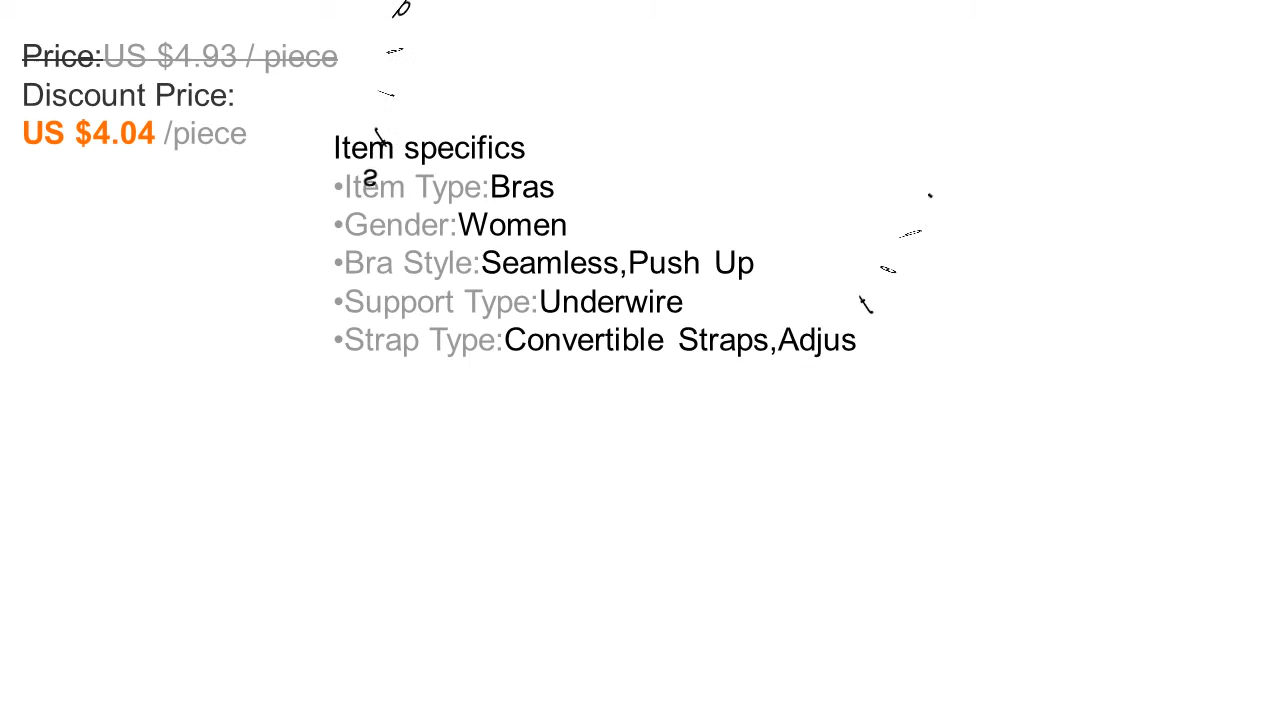 Price:US $4.93 / piece
Discount Price:
US $4.04 /piece
Item specifics
•Item Type:Bras
•Gender:Women
•Bra Style:Seamless,Push Up
•Support Type:Underwire
•Strap Type:Convertible Straps,Adjus